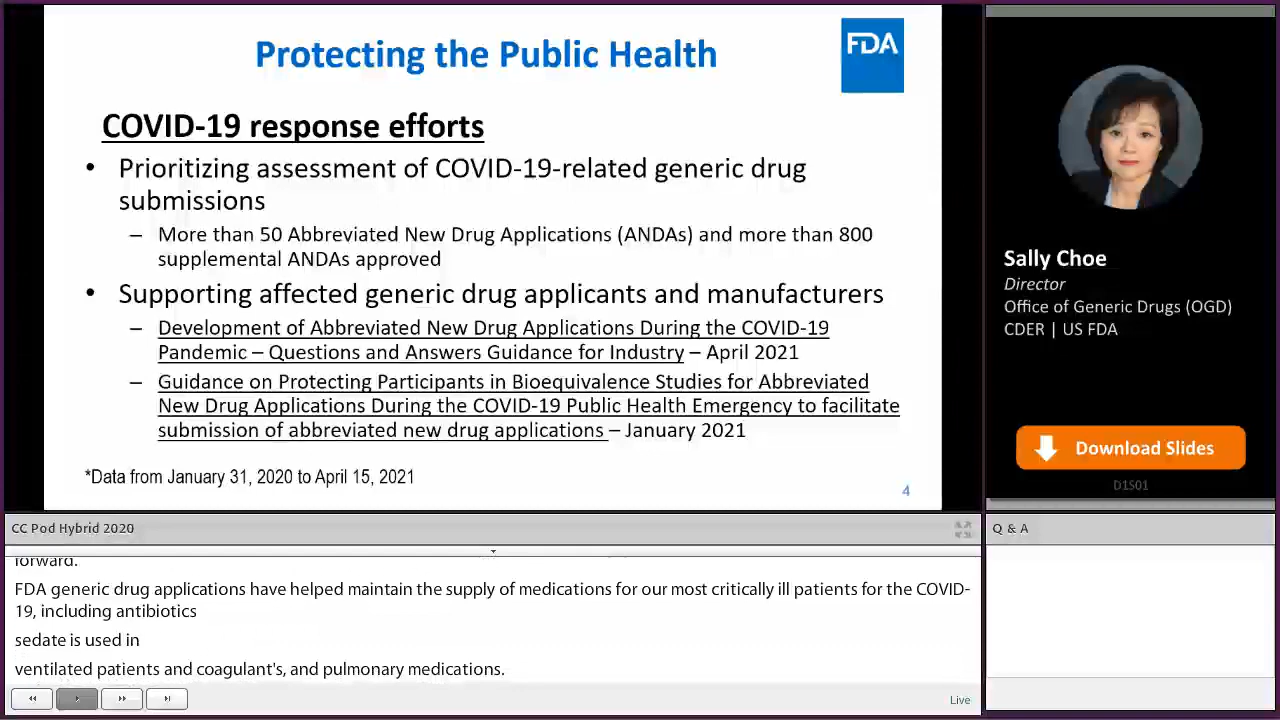 Protecting the Public Health
FDA
COVID-19 response efforts
• Prioritizing assessment of COVID-19-related generic drug
submissions
– More than 50 Abbreviated New Drug Applications (ANDAs) and more than 800
supplemental ANDAs approved
• Supporting affected generic drug applicants and manufacturers
– Development of Abbreviated New Drug Applications During the COVID-19
Pandemic – Questions and Answers Guidance for Industry – April 2021
– Guidance on Protecting Participants in Bioequivalence Studies for Abbreviated
New Drug Applications During the COVID-19 Public Health Emergency to facilitate
submission of abbreviated new drug applications – January 2021
*Data from January 31, 2020 to April 15, 2021
4
Sally Choe
Director
Office of Generic Drugs (OGD)
CDER | US FDA
Download Slides
D1S01
CC Pod Hybrid 2020
forward.
FDA generic drug applications have helped maintain the supply of medications for our most critically ill patients for the COVID-
19, including antibiotics
sedate is used in
ventilated patients and coagulant's, and pulmonary medications.
Live
Q & A